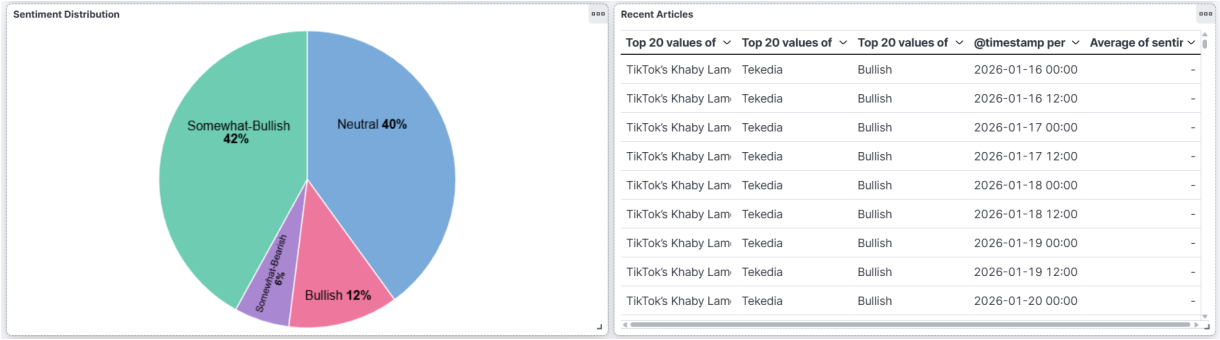 Sentiment Distribution
Somewhat-Bullish
42%
Neutral 40%
Somewhat-Bearish
6%
Bullish 12%
Recent Articles
Top 20 values of Top 20 values of Top 20 values of @timestamp per Average of sentir
TikTok's Khaby Lam Tekedia Bullish 2026-01-16 00:00 -
TikTok's Khaby Lam Tekedia Bullish 2026-01-16 12:00 -
TikTok's Khaby Lam Tekedia Bullish 2026-01-17 00:00 -
TikTok's Khaby Lam Tekedia Bullish 2026-01-17 12:00 -
TikTok's Khaby Lam Tekedia Bullish 2026-01-18 00:00 -
TikTok's Khaby Lam Tekedia Bullish 2026-01-18 12:00 -
TikTok's Khaby Lam Tekedia Bullish 2026-01-19 00:00 -
TikTok's Khaby Lam Tekedia Bullish 2026-01-19 12:00 -
TikTok's Khaby Lam Tekedia Bullish 2026-01-20 00:00 -